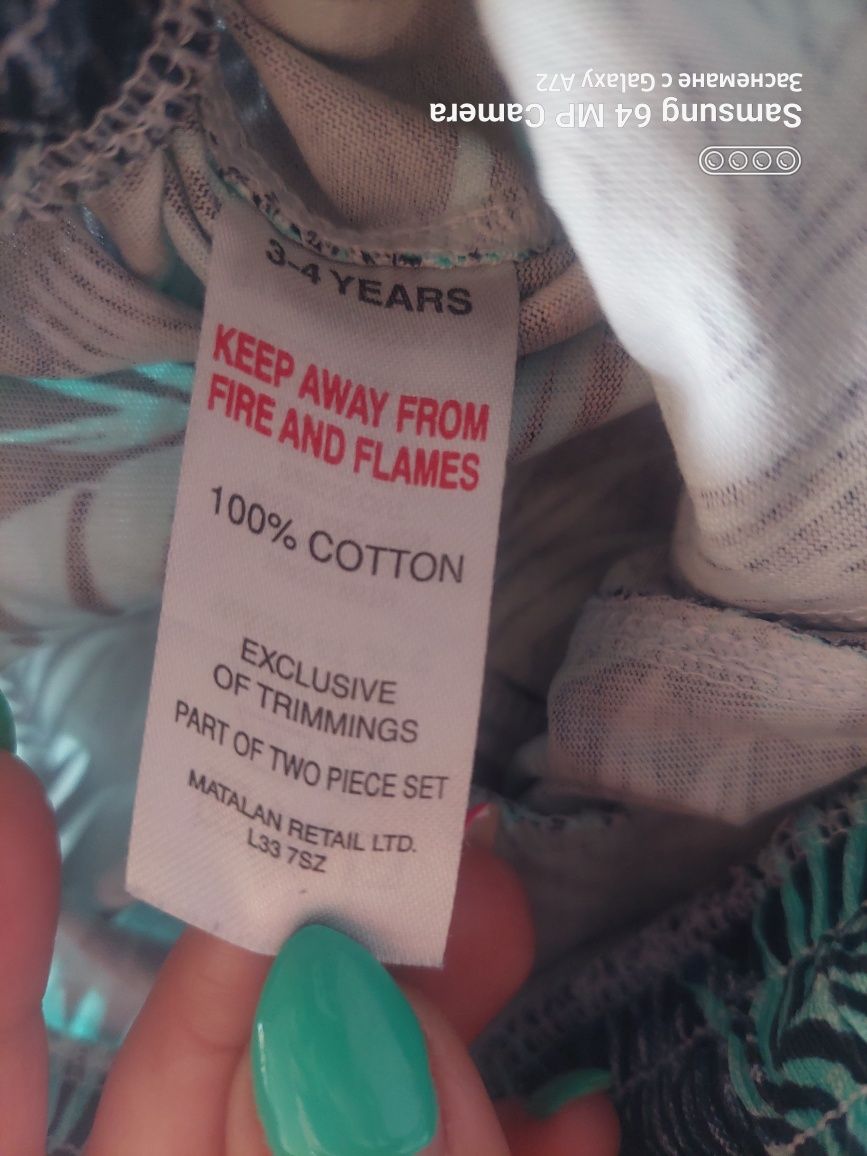 3-4 YEARS
KEEP AWAY FROM
FIRE AND FLAMES
100% COTTON
EXCLUSIVE
OF TRIMMINGS
PART OF TWO PIECE SET
MATALAN RETAIL LTD.
L33 7SZ
Samsung 64 MP Camera
Заснемане с Galaxy A72